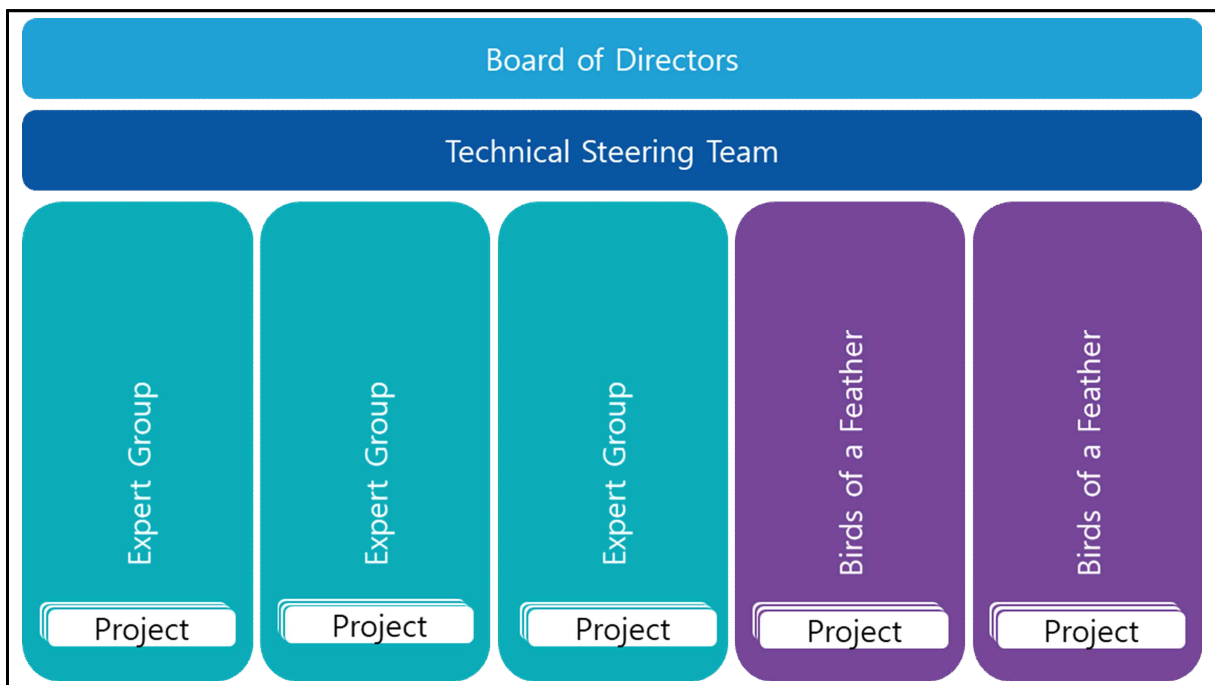 Board of Directors
Technical Steering Team
Expert Group
Expert Group
Expert Group
Birds of a Feather
Birds of a Feather
Project
Project
Project
Project
Project